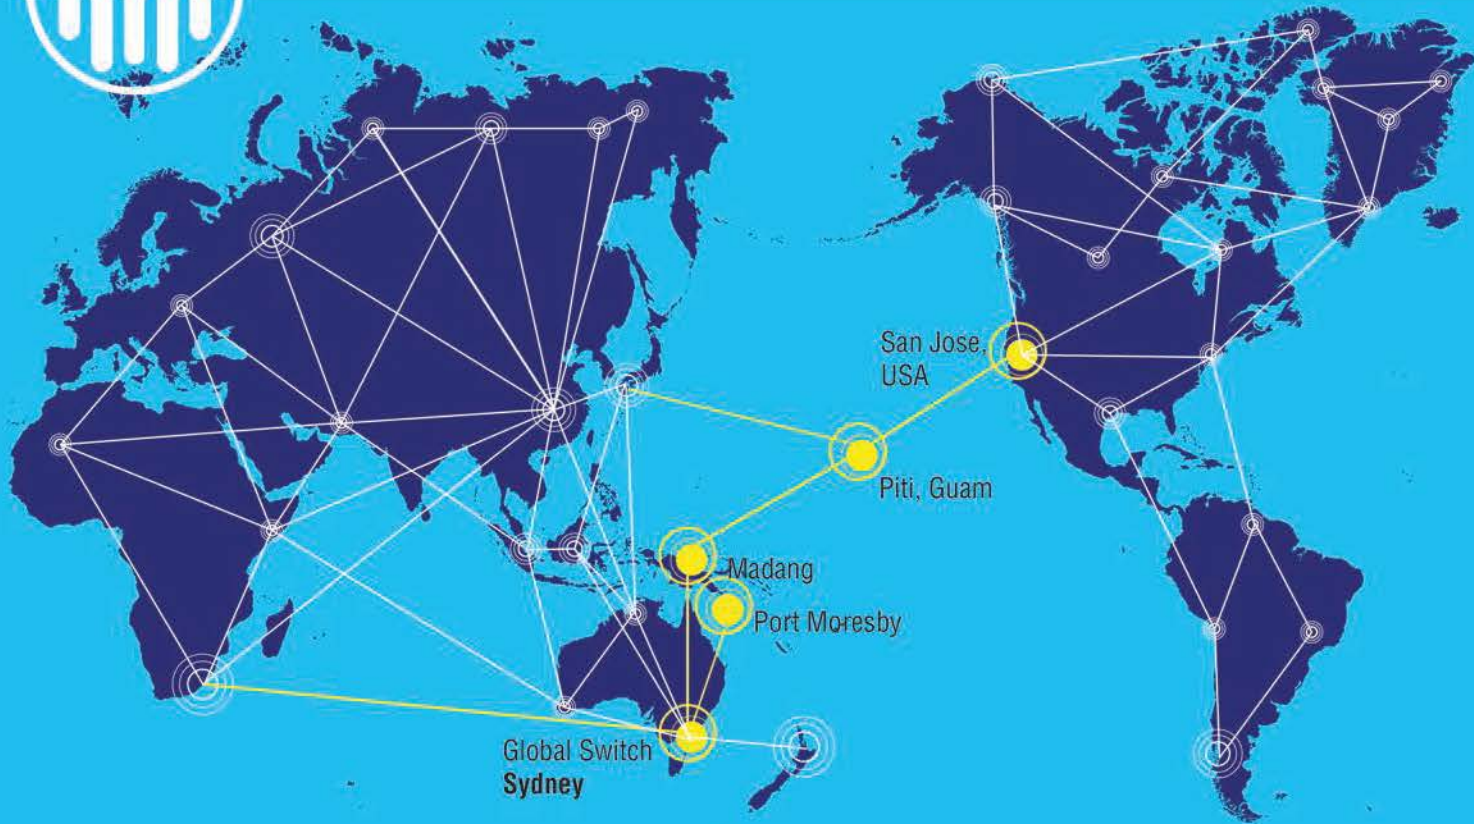 San Jose,
USA
Piti, Guam
Madang
Port Moresby
Global Switch
Sydney